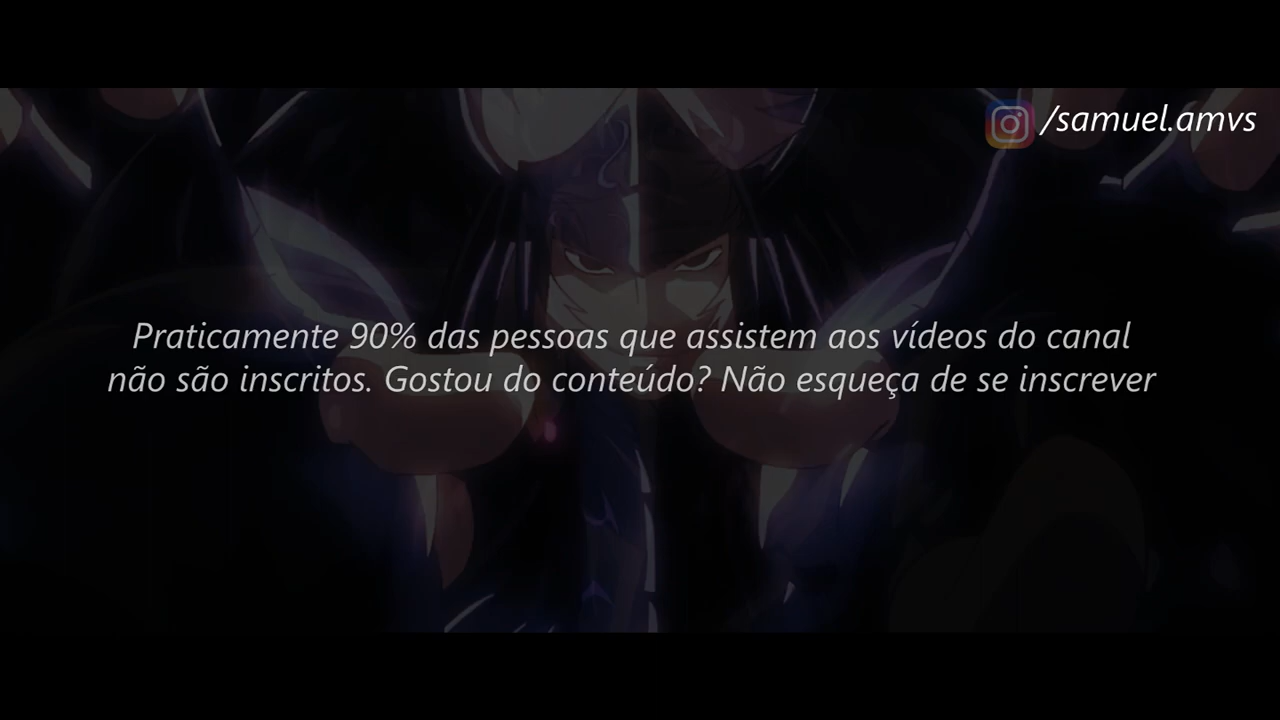 /samuel.amvs
Praticamente 90% das pessoas que assistem aos vídeos do canal
não são inscritos. Gostou do conteúdo? Não esqueça de se inscrever